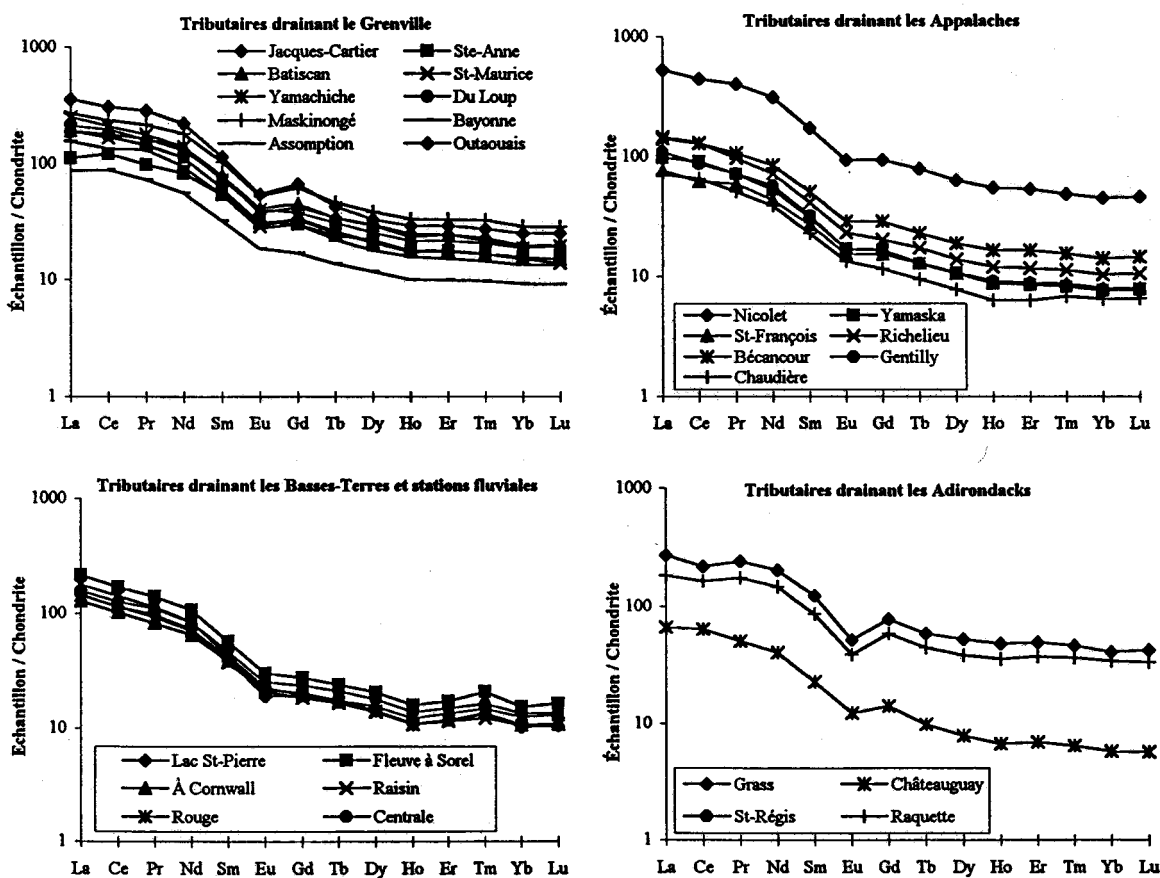 Tributaires drainant le Grenville
1000
100
10
1
Échantillon / Chondrite
Jacques-Cartier Ste-Anne
Batiscan St-Maurice
Yamachiche Du Loup
Maskinongé Bayonne
Assomption Outaouais
La Ce Pr Nd Sm Eu Gd Tb Dy Ho Er Tm Yb Lu
Tributaires drainant les Appalaches
1000
100
10
1
Échantillon / Chondrite
Nicolet Yamaska
St-François Richelieu
Bécancour Gentilly
Chaudière
La Ce Pr Nd Sm Eu Gd Tb Dy Ho Er Tm Yb Lu
Tributaires drainant les Basses-Terres et stations fluviales
1000
100
10
1
Echantillon / Chondrite
Lac St-Pierre Fleuve à Sorel
À Cornwall Raisin
Rouge Centrale
La Ce Pr Nd Sm Eu Gd Tb Dy Ho Er Tm Yb Lu
Tributaires drainant les Adirondacks
1000
100
10
1
Échantillon / Chondrite
Grass Châteauguay
St-Régis Raquette
La Ce Pr Nd Sm Eu Gd Tb Dy Ho Er Tm Yb Lu